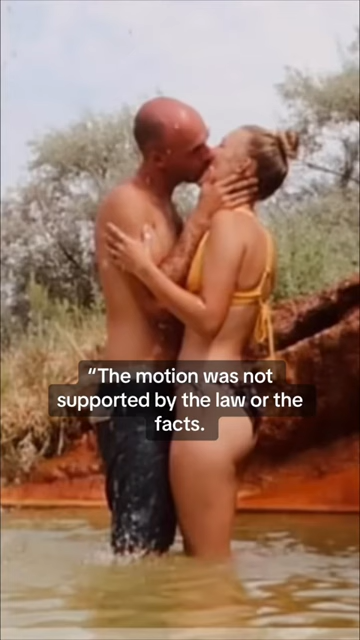 “The motion was not
supported by the law or the
facts.